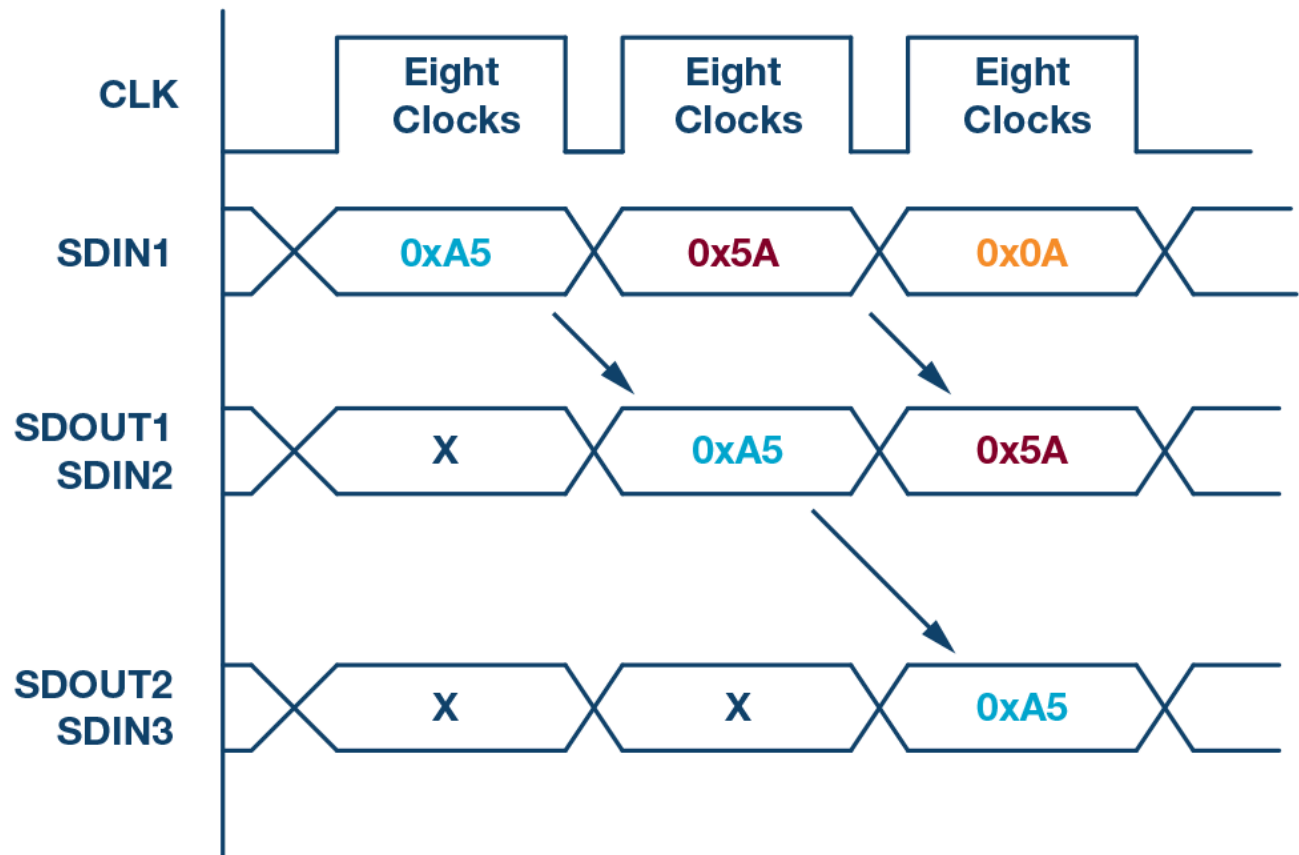 CLK
Eight
Clocks
Eight
Clocks
Eight
Clocks
SDIN1
0xA5
0x5A
0x0A
SDOUT1
SDIN2
X
0xA5
0x5A
SDOUT2
SDIN3
X
X
0xA5